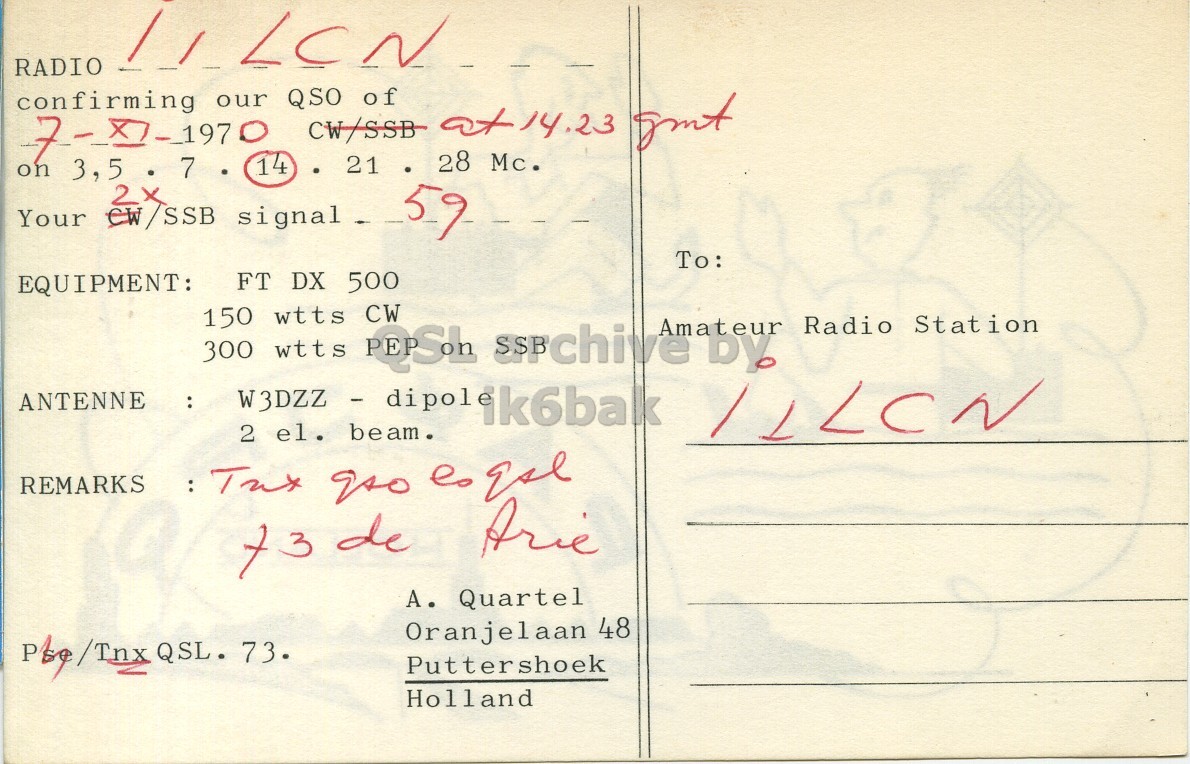 RADIO i1LCN
confirming our QSO of
7-XI-1970 CW/SSB at 14.23 gmt
on 3,5 . 7 . 14 . 21 . 28 Mc.
2x
Your CW/SSB signal 59
EQUIPMENT: FT DX 500
150 wtts CW
300 wtts PEP on SSB
ANTENNE : W3DZZ - dipole
2 el. beam.
REMARKS : Tnx qso es qsl
73 de Arie
A. Quartel
Oranjelaan 48
Puttershoek
Holland
Pse/Tnx QSL. 73.
To:
Amateur Radio Station
i1LCN
QSL archive by
ik6bak